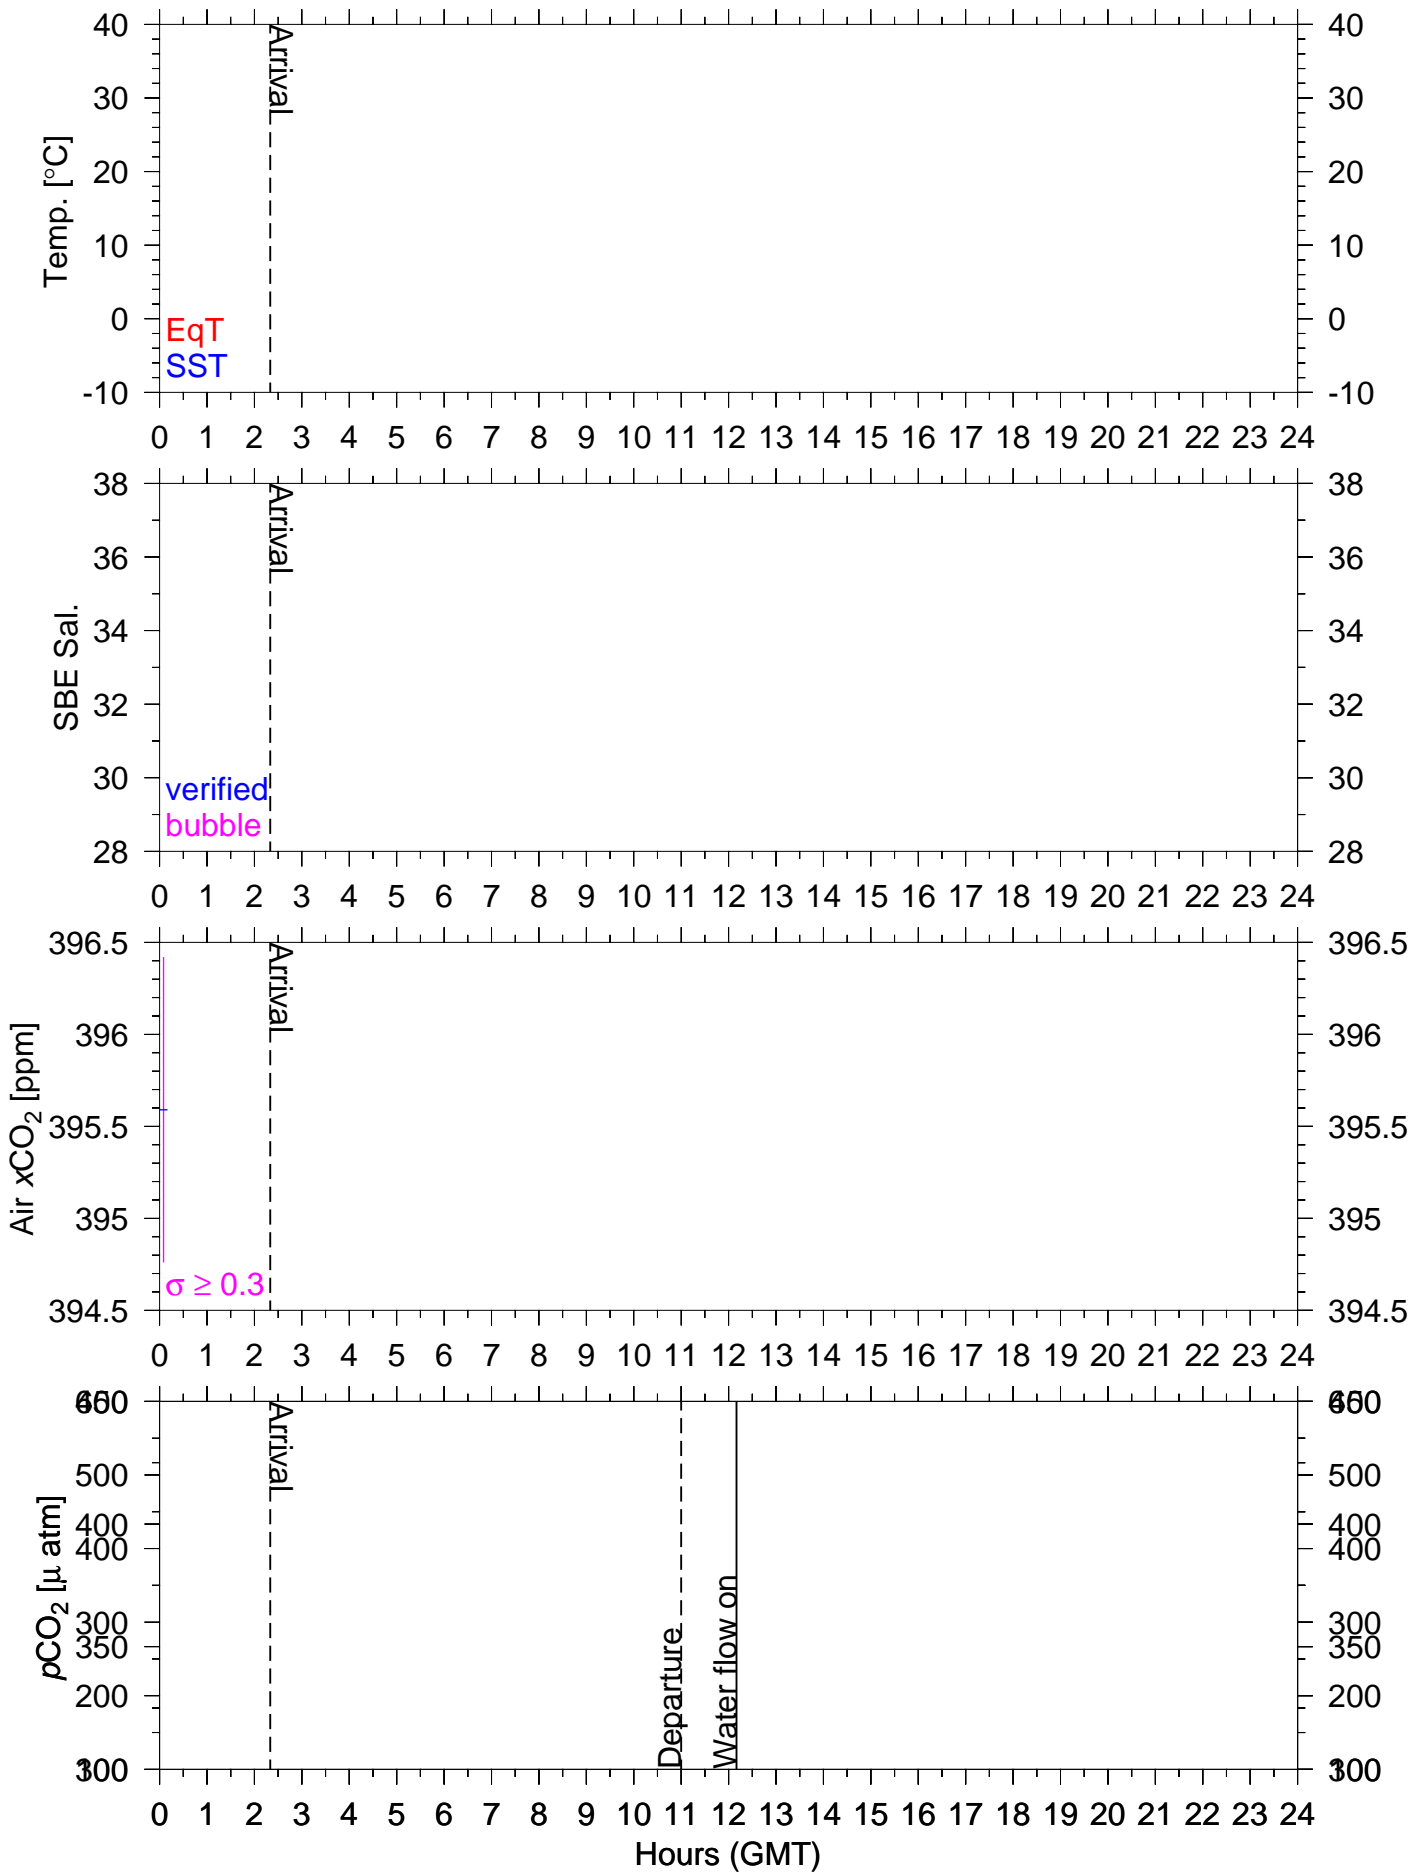 40 Arrival 40
30 30
Temp. [°C]
20 20
10 10
0 EqT 0
SST
-10 -10
0 1 2 3 4 5 6 7 8 9 10 11 12 13 14 15 16 17 18 19 20 21 22 23 24
38 Arrival 38
36 36
SBE Sal.
34 34
32 32
30 verified 30
bubble
28 28
0 1 2 3 4 5 6 7 8 9 10 11 12 13 14 15 16 17 18 19 20 21 22 23 24
396.5 Arrival 396.5
396 396
Air xCO2 [ppm]
395.5 395.5
395 395
σ ≥ 0.3
394.5 394.5
0 1 2 3 4 5 6 7 8 9 10 11 12 13 14 15 16 17 18 19 20 21 22 23 24
Arrival
500 500
pCO2 [µ atm]
400 400
400 400
300 300
350 350
200 200
Departure
Water flow on
0 1 2 3 4 5 6 7 8 9 10 11 12 13 14 15 16 17 18 19 20 21 22 23 24
Hours (GMT)